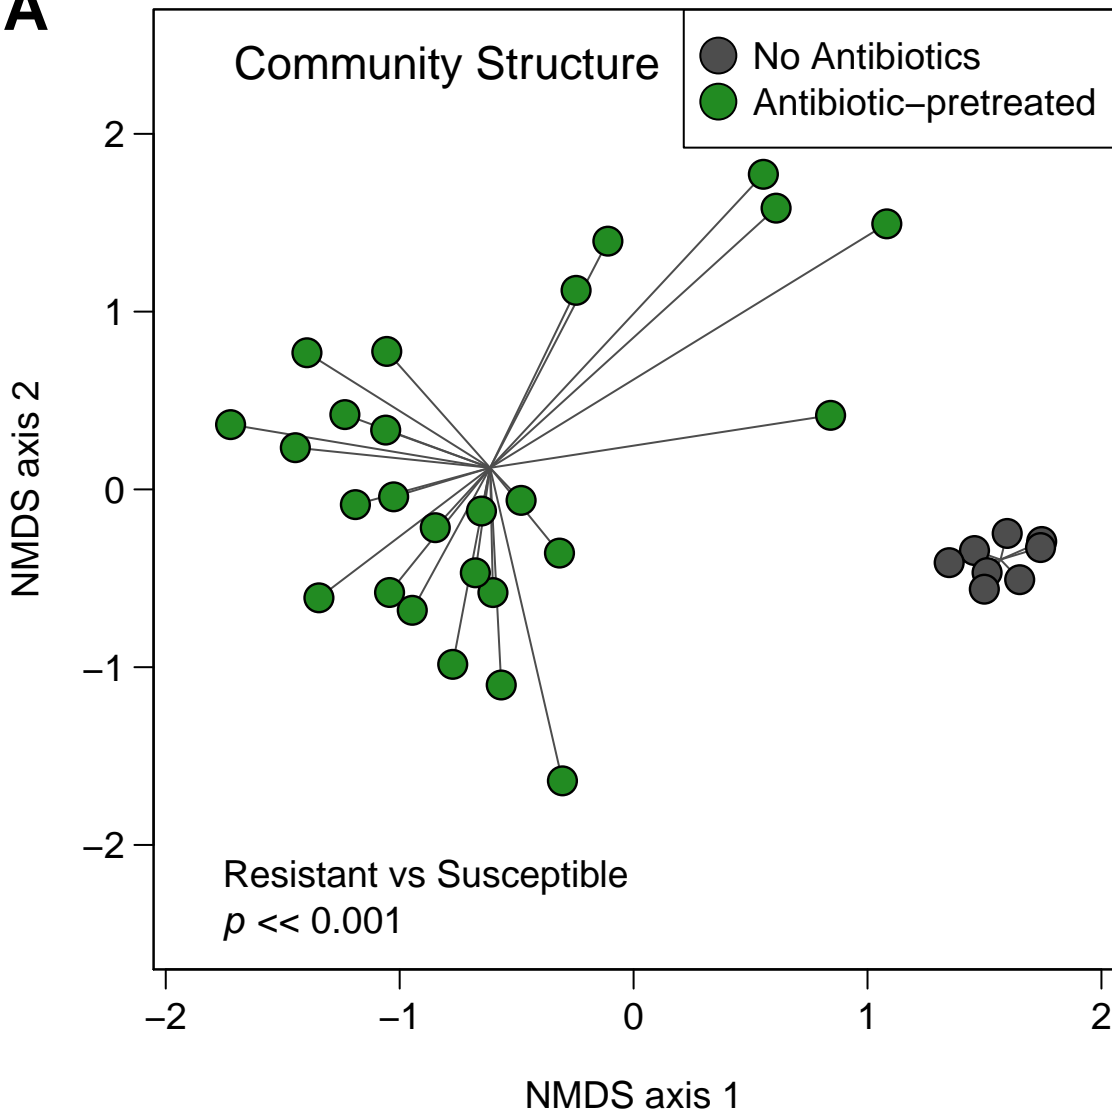 A
Community Structure
No Antibiotics
Antibiotic−pretreated
2
1
0
−1
−2
NMDS axis 2
Resistant vs Susceptible
p << 0.001
−2 −1 0 1 2
NMDS axis 1